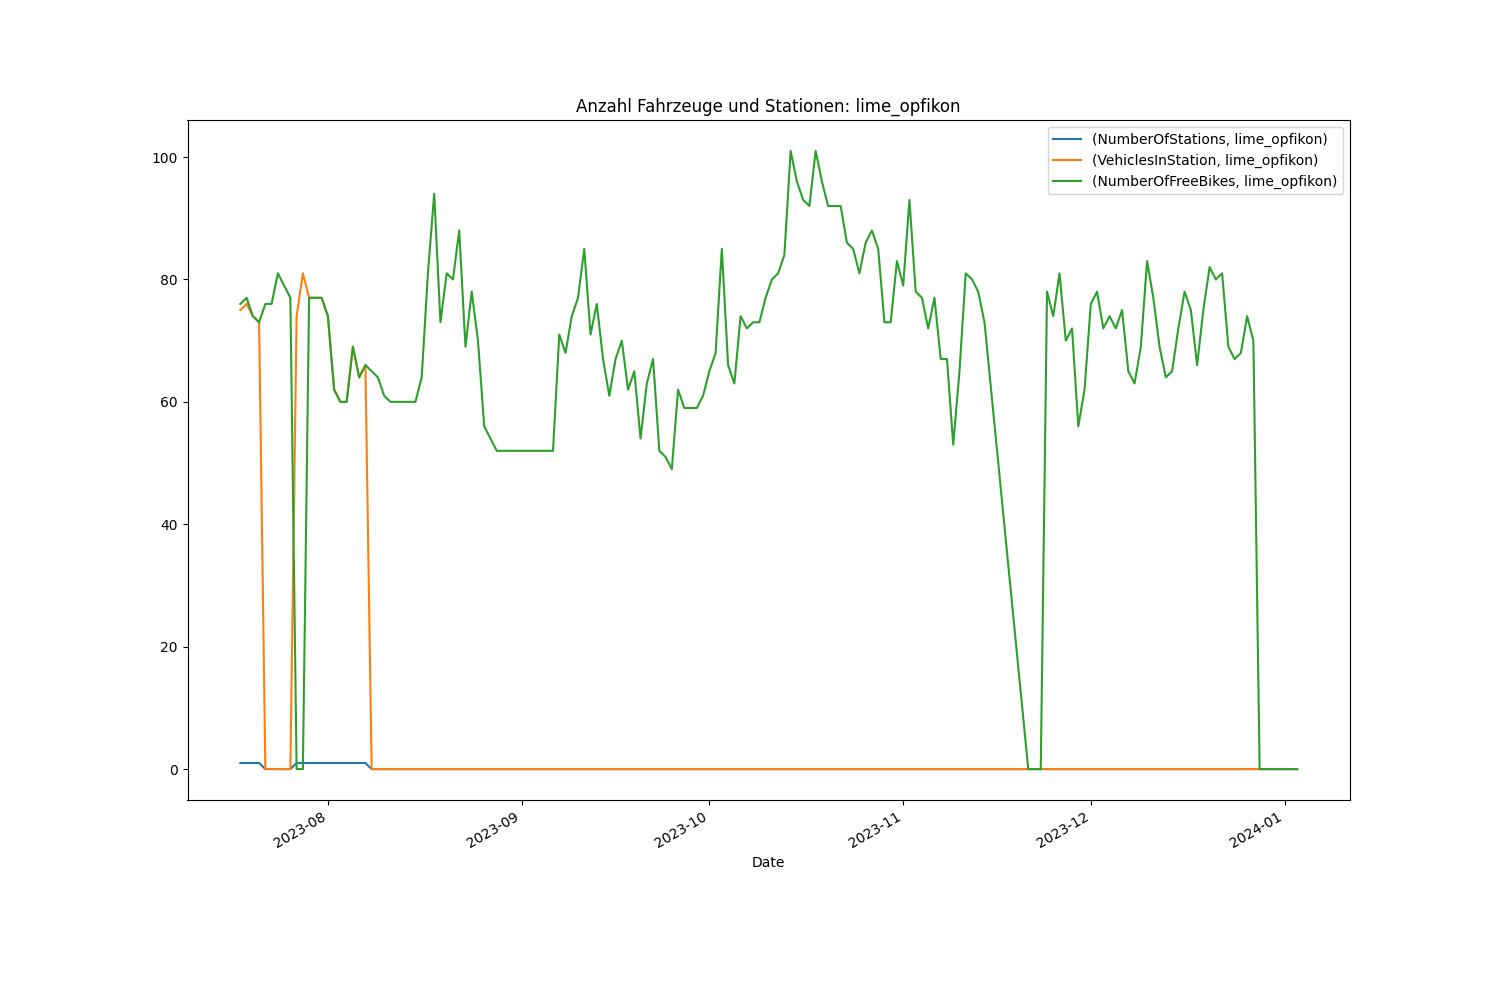 Anzahl Fahrzeuge und Stationen: lime_opfikon
(NumberOfStations, lime_opfikon)
(VehiclesInStation, lime_opfikon)
(NumberOfFreeBikes, lime_opfikon)
100
80
60
40
20
0
2023-08
2023-09
2023-10
2023-11
2023-12
2024-01
Date